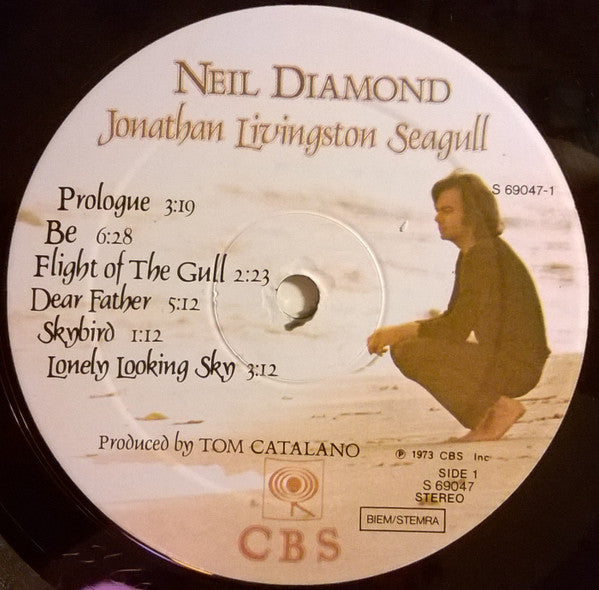 NEIL DIAMOND
Jonathan Livingston Seagull
S 69047-1
Prologue 3:19
Be 6:28
Flight of The Gull 2:23
Dear Father 5:12
Skybird 1:12
Lonely Looking Sky 3:12
Produced by TOM CATALANO
℗ 1973 CBS Inc
SIDE 1
S 69047
STEREO
BIEM/STEMRA
CBS